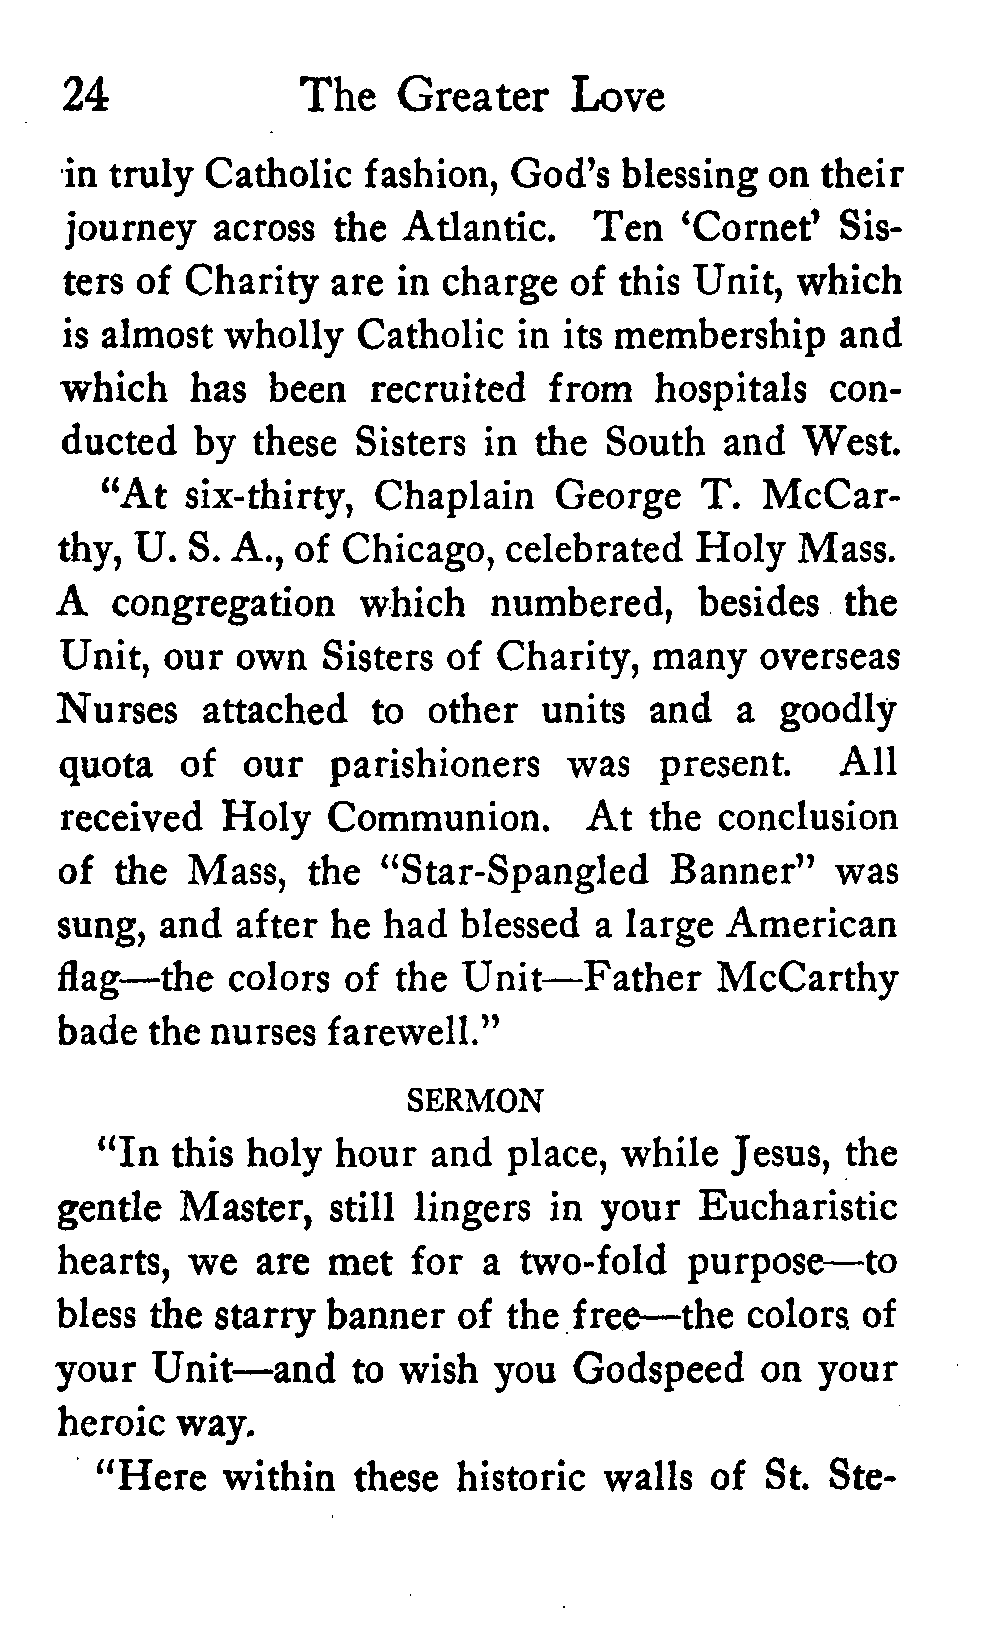 24 The Greater Love
in truly Catholic fashion, God's blessing on their
journey across the Atlantic. Ten 'Cornet' Sis-
ters of Charity are in charge of this Unit, which
is almost wholly Catholic in its membership and
which has been recruited from hospitals con-
ducted by these Sisters in the South and West.
"At six-thirty, Chaplain George T. McCar-
thy, U. S. A., of Chicago, celebrated Holy Mass.
A congregation which numbered, besides the
Unit, our own Sisters of Charity, many overseas
Nurses attached to other units and a goodly
quota of our parishioners was present. All
received Holy Communion. At the conclusion
of the Mass, the "Star-Spangled Banner" was
sung, and after he had blessed a large American
flag—the colors of the Unit—Father McCarthy
bade the nurses farewell."
SERMON
"In this holy hour and place, while Jesus, the
gentle Master, still lingers in your Eucharistic
hearts, we are met for a two-fold purpose—to
bless the starry banner of the free—the colors of
your Unit—and to wish you Godspeed on your
heroic way.
"Here within these historic walls of St. Ste-